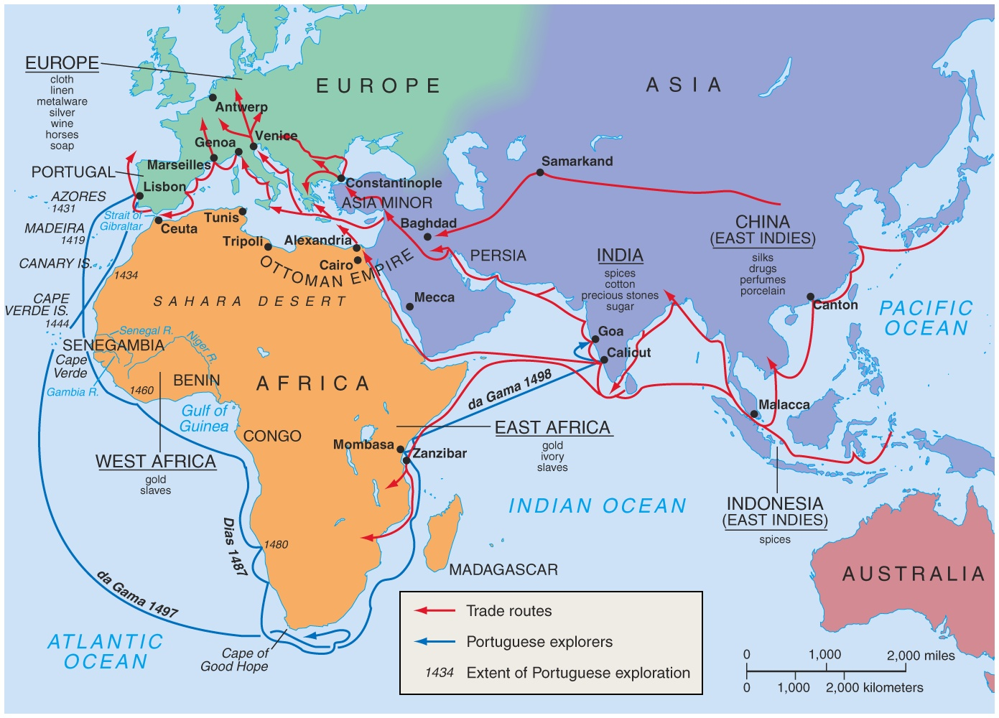 EUROPE
cloth
linen
metalware
silver
wine
horses
soap
EUROPE
ASIA
Antwerp
Venice
Genoa
Marseilles
PORTUGAL
Lisbon
Samarkand
Constantinople
ASIA MINOR
AZORES
1431
Strait of
Gibraltar
Tunis
Ceuta
MADEIRA
1419
Baghdad
CHINA
(EAST INDIES)
silks
drugs
perfumes
porcelain
Tripoli
Alexandria
Cairo
OTTOMAN EMPIRE
PERSIA
INDIA
spices
cotton
precious stones
sugar
CANARY IS.
1434
SAHARA DESERT
Mecca
CAPE
VERDE IS.
1444
Canton
PACIFIC
OCEAN
Senegal R.
SENEGAMBIA
Niger R.
Goa
Calicut
Cape
Verde
BENIN
AFRICA
Gambia R.
1460
da Gama 1498
Gulf of
Guinea
Malacca
CONGO
EAST AFRICA
gold
ivory
slaves
Mombasa
Zanzibar
WEST AFRICA
gold
slaves
INDIAN OCEAN
INDONESIA
(EAST INDIES)
spices
Dias 1487
1480
MADAGASCAR
AUSTRALIA
da Gama 1497
ATLANTIC
OCEAN
Cape of
Good Hope
Trade routes
Portuguese explorers
1434 Extent of Portuguese exploration
0 1,000 2,000 miles
0 1,000 2,000 kilometers